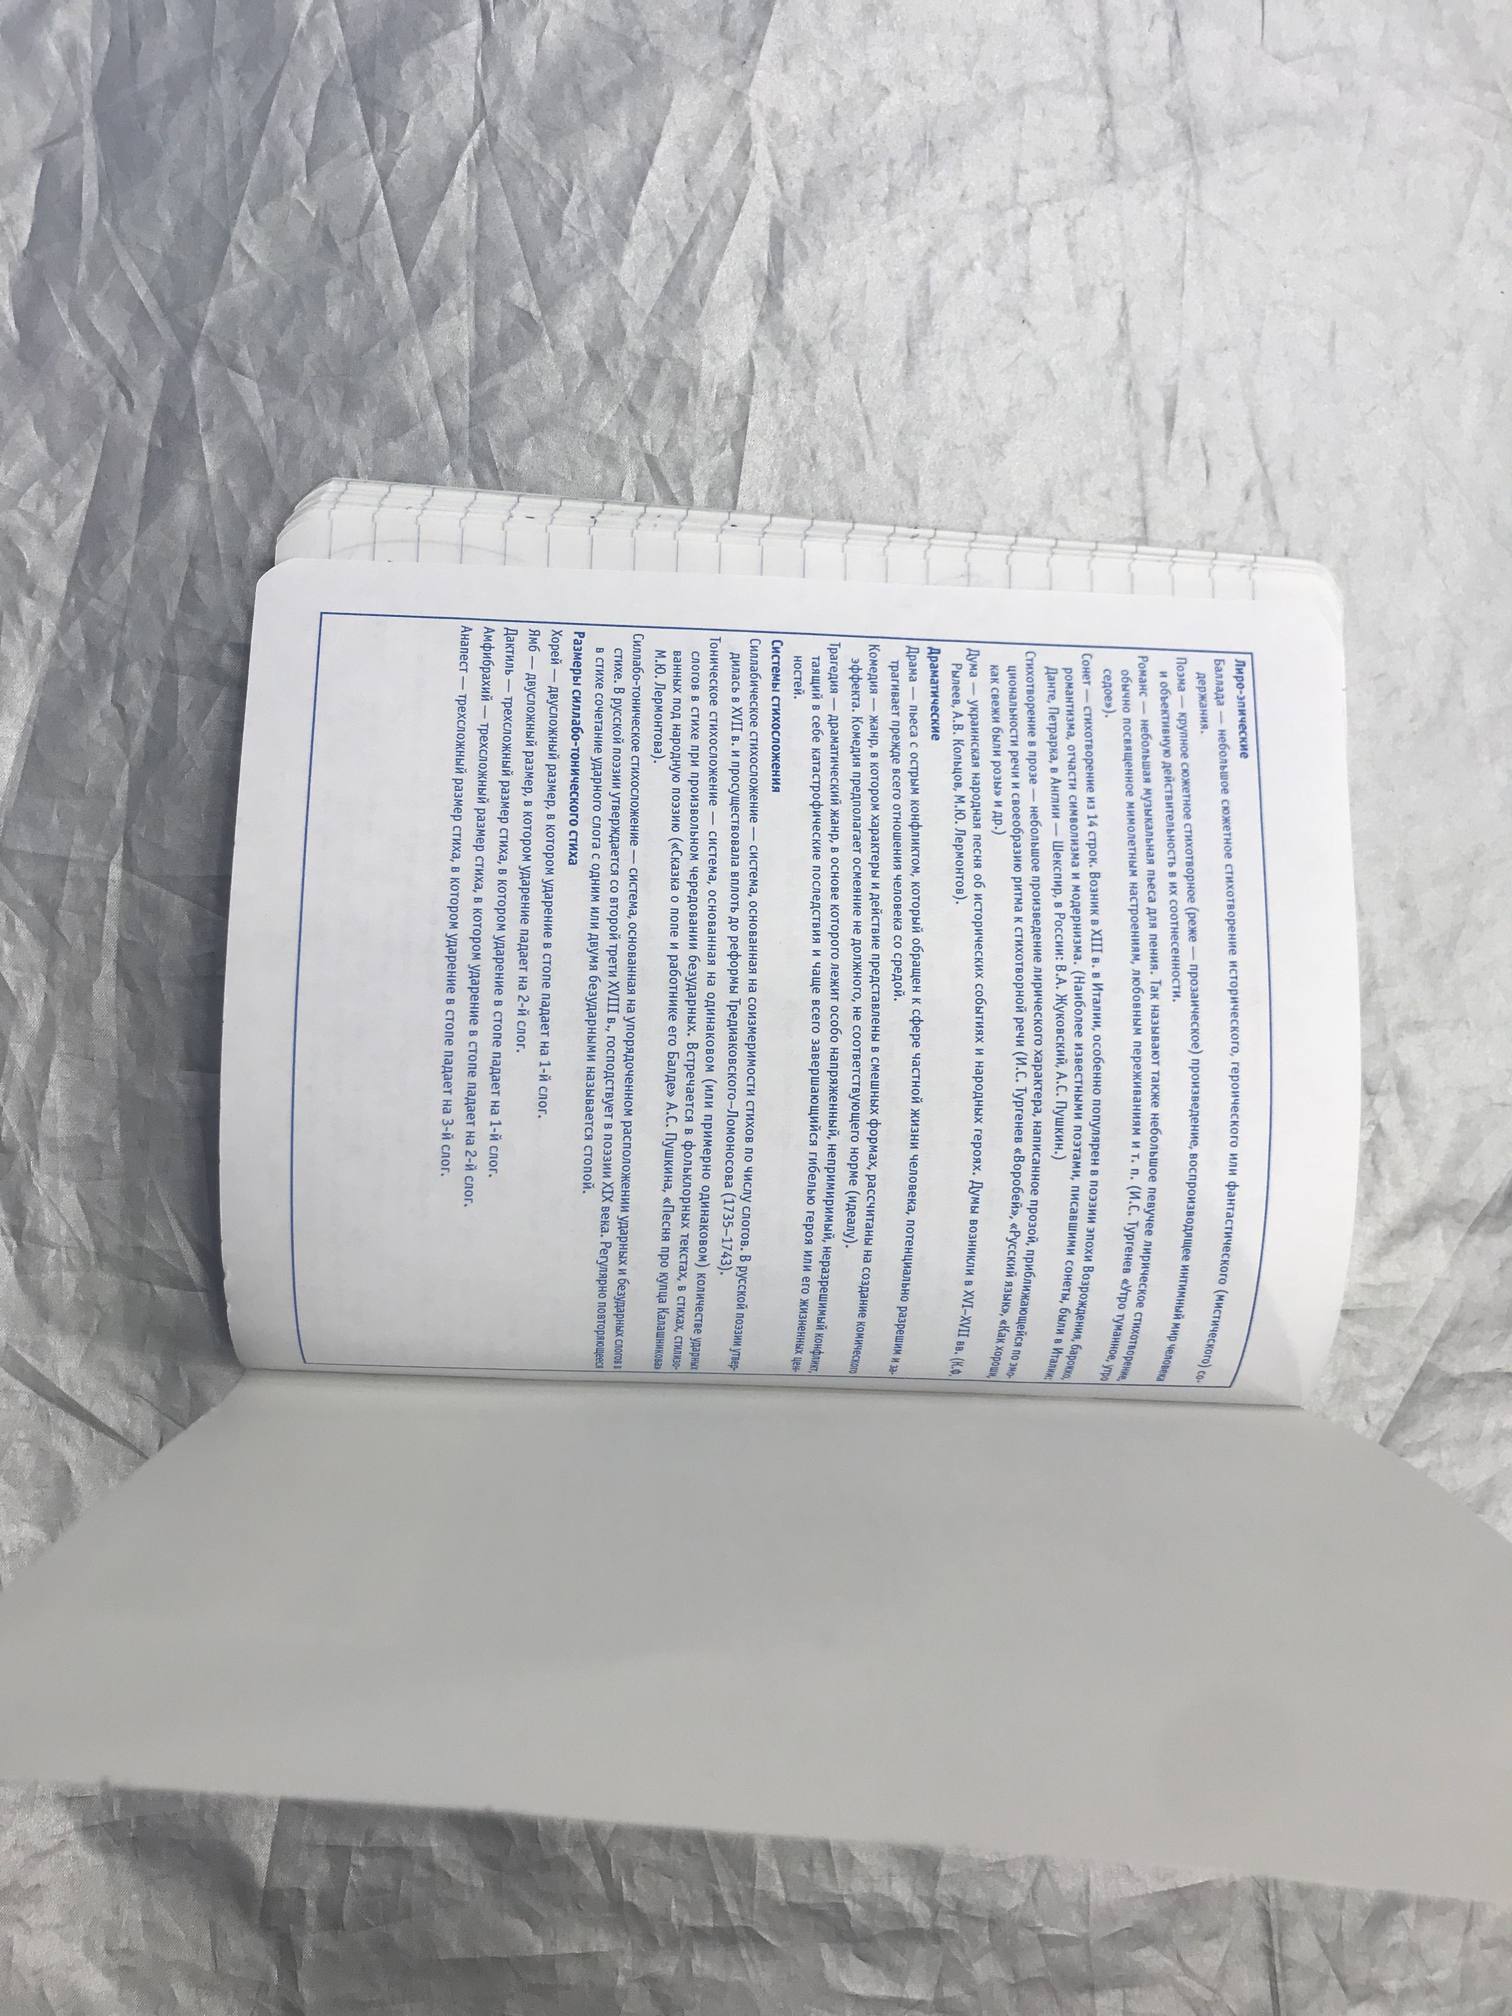 Лиро-эпические
Баллада — небольшое сюжетное стихотворение исторического, героического или фантастического (мистического) со-
держания.
Поэма — крупное сюжетное стихотворное (реже — прозаическое) произведение, воспроизводящее интимный мир человека
и объективную действительность в их соотнесенности.
Романс — небольшая музыкальная пьеса для пения. Так называют также небольшое певучее лирическое стихотворение,
обычно посвященное мимолетным настроениям, любовным переживаниям и т. п. (И.С. Тургенев «Утро туманное, утро
седое»).
Сонет — стихотворение из 14 строк. Возник в XIII в. в Италии, особенно популярен в поэзии эпохи Возрождения, барокко,
романтизма, отчасти символизма и модернизма. (Наиболее известными поэтами, писавшими сонеты, были в Италии:
Данте, Петрарка, в Англии — Шекспир, в России: В.А. Жуковский, А.С. Пушкин.)
Стихотворение в прозе — небольшое произведение лирического характера, написанное прозой, приближающейся по эмо-
циональности речи и своеобразию ритма к стихотворной речи (И.С. Тургенев «Воробей», «Русский язык», «Как хороши,
как свежи были розы» и др.)
Дума — украинская народная песня об исторических событиях и народных героях. Думы возникли в XVI–XVII вв. (К.Ф.
Рылеев, А.В. Кольцов, М.Ю. Лермонтов).
Драматические
Драма — пьеса с острым конфликтом, который обращен к сфере частной жизни человека, потенциально разрешим и за-
трагивает прежде всего отношения человека со средой.
Комедия — жанр, в котором характеры и действие представлены в смешных формах, рассчитаны на создание комического
эффекта. Комедия предполагает осмеяние не должного, не соответствующего норме (идеалу).
Трагедия — драматический жанр, в основе которого лежит особо напряженный, непримиримый, неразрешимый конфликт,
таящий в себе катастрофические последствия и чаще всего завершающийся гибелью героя или его жизненных цен-
ностей.
Системы стихосложения
Силлабическое стихосложение — система, основанная на соизмеримости стихов по числу слогов. В русской поэзии утвер-
дилась в XVII в. и просуществовала вплоть до реформы Тредиаковского–Ломоносова (1735–1743).
Тоническое стихосложение — система, основанная на одинаковом (или примерно одинаковом) количестве ударных
слогов в стихе при произвольном чередовании безударных. Встречается в фольклорных текстах, в стихах, стилизо-
ванных под народную поэзию («Сказка о попе и работнике его Балде» А.С. Пушкина, «Песня про купца Калашникова»
М.Ю. Лермонтова).
Силлабо-тоническое стихосложение — система, основанная на упорядоченном расположении ударных и безударных слогов в
стихе. В русской поэзии утверждается со второй трети XVIII в., господствует в поэзии XIX века. Регулярно повторяющееся
в стихе сочетание ударного слога с одним или двумя безударными называется стопой.
Размеры силлабо-тонического стиха
Хорей — двусложный размер, в котором ударение в стопе падает на 1-й слог.
Ямб — двусложный размер, в котором ударение падает на 2-й слог.
Дактиль — трехсложный размер стиха, в котором ударение в стопе падает на 1-й слог.
Амфибрахий — трехсложный размер стиха, в котором ударение в стопе падает на 2-й слог.
Анапест — трехсложный размер стиха, в котором ударение в стопе падает на 3-й слог.